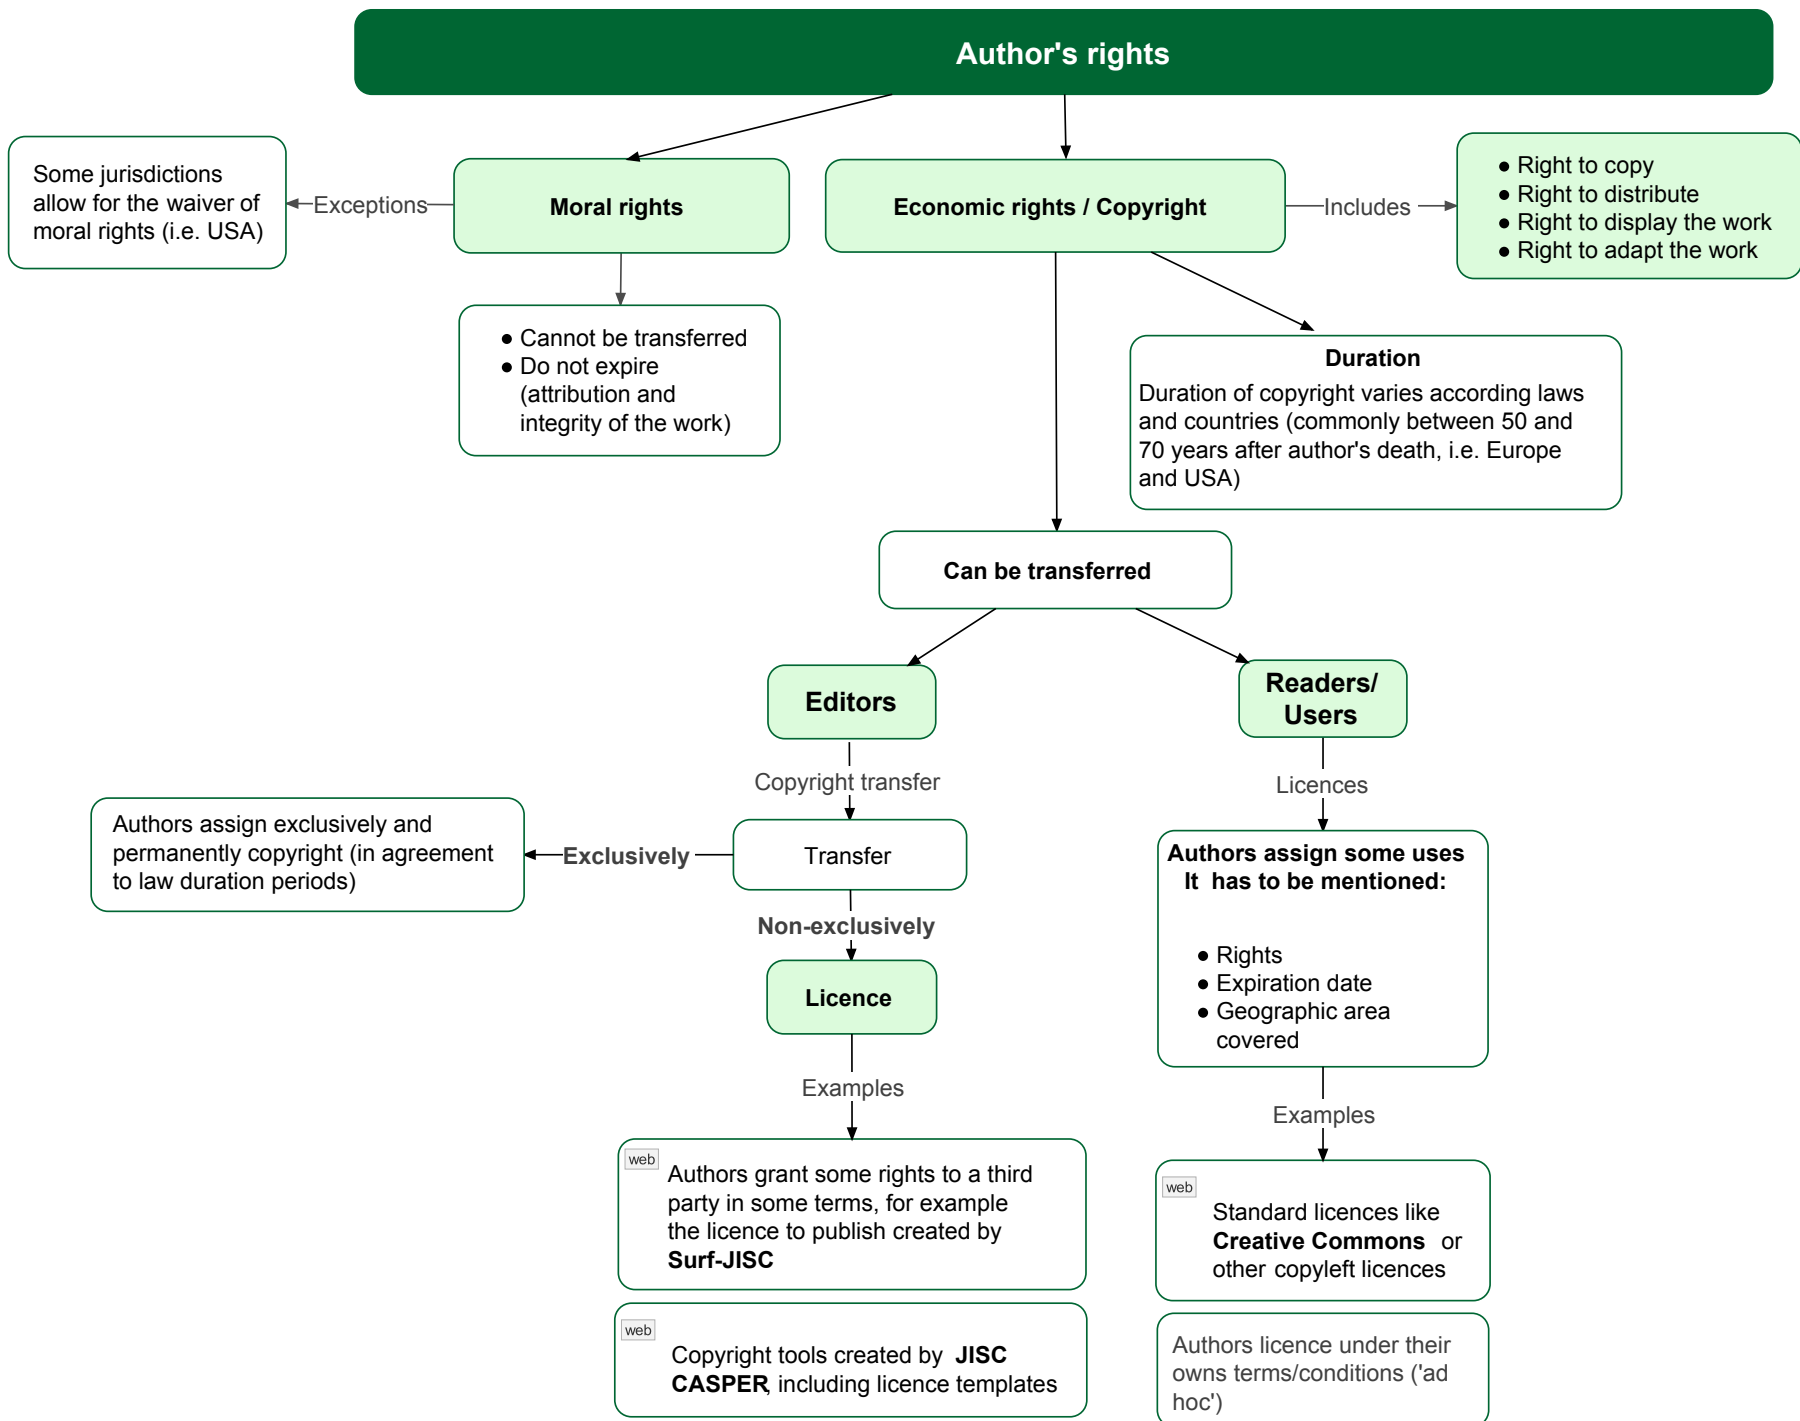 Author's rights
Some jurisdictions
allow for the waiver of
moral rights (i.e. USA)
Exceptions
Moral rights
Economic rights / Copyright
Includes
● Right to copy
● Right to distribute
● Right to display the work
● Right to adapt the work
● Cannot be transferred
● Do not expire
(attribution and
integrity of the work)
Duration
Duration of copyright varies according laws
and countries (commonly between 50 and
70 years after author's death, i.e. Europe
and USA)
Can be transferred
Editors
Readers/
Users
Copyright transfer
Licences
Authors assign exclusively and
permanently copyright (in agreement
to law duration periods)
Exclusively
Transfer
Non-exclusively
Licence
Authors assign some uses
It has to be mentioned:
● Rights
● Expiration date
● Geographic area
covered
Examples
Examples
web
Authors grant some rights to a third
party in some terms, for example
the licence to publish created by
Surf-JISC
web
Standard licences like
Creative Commons or
other copyleft licences
web
Copyright tools created by JISC
CASPER, including licence templates
Authors licence under their
owns terms/conditions ('ad
hoc')